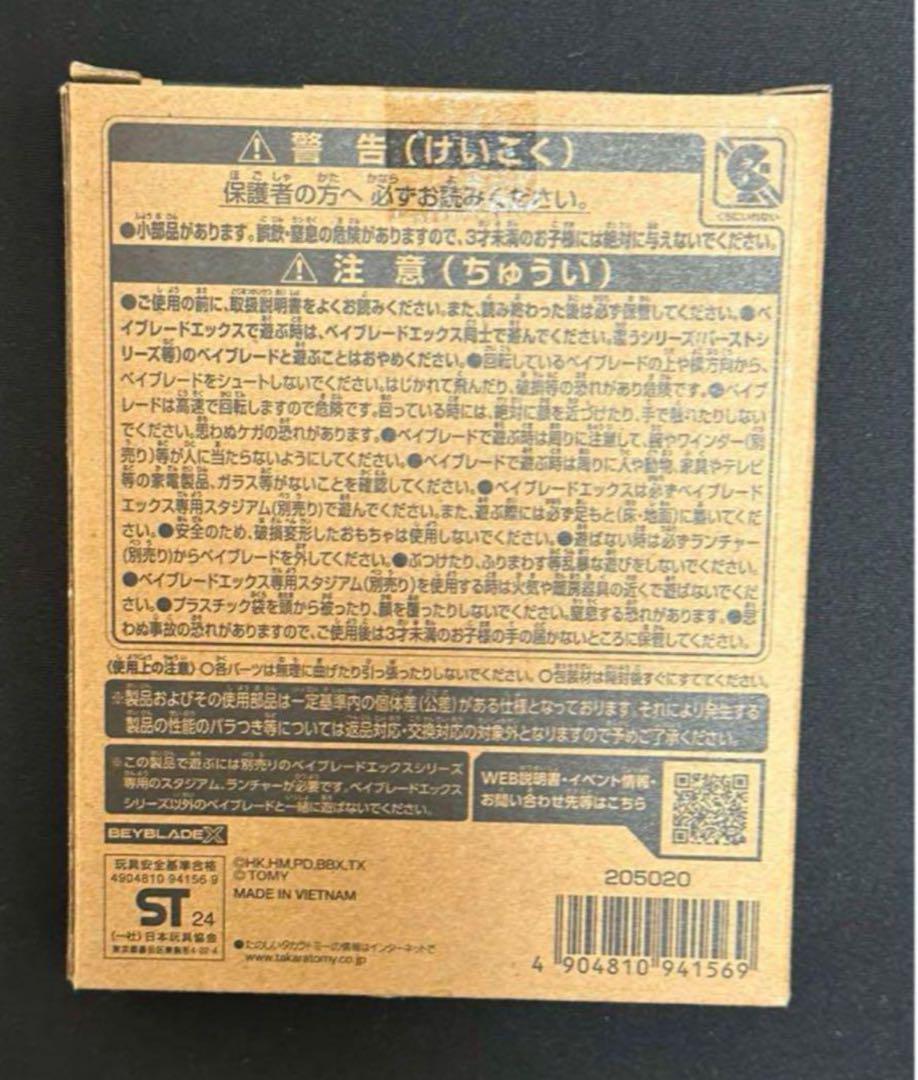 警告(けいこく)
保護者の方へ 必ずお読みください。
くちにいれない
●小部品があります。誤飲・窒息の危険がありますので、3才未満のお子様には絶対に与えないでください。
注意(ちゅうい)
●ご使用の前に、取扱説明書をよくお読みください。また、読み終わった後は必ず保管してください。●ベ
イブレードエックスで遊ぶ時は、ベイブレードエックス同士で遊んでください。違うシリーズ(バーストシ
リーズ等)のベイブレードと遊ぶことはおやめください。●回転しているベイブレードの上や横方向から、
ベイブレードをシュートしないでください。はじかれて飛んだり、破損等の恐れがあり危険です。●ベイブ
レードは高速で回転しますので危険です。回っている時には、絶対に顔を近づけたり、手で触れたりしない
でください。思わぬケガの恐れがあります。●ベイブレードで遊ぶ時は周りに注意して、腕やワインダー(別
売り)等が人に当たらないようにしてください。●ベイブレードで遊ぶ時は周りに人や動物、家具やテレビ
等の家電製品、ガラス等がないことを確認してください。●ベイブレードエックスは必ずベイブレード
エックス専用スタジアム(別売り)で遊んでください。また、遊ぶ際には必ず足もと(床・地面)に置いてくだ
さい。●安全のため、破損変形したおもちゃは使用しないでください。●遊ばない時は必ずランチャー
(別売り)からベイブレードを外してください。●ぶつけたり、ふりまわす等乱暴な遊びをしないでください。
●ベイブレードエックス専用スタジアム(別売り)を使用する時は火気や暖房器具の近くで遊ばないでくだ
さい。●プラスチック袋を頭から被ったり、顔を覆ったりしないでください。窒息する恐れがあります。●思
わぬ事故の恐れがありますので、ご使用後は3才未満のお子様の手の届かないところに保管してください。
《使用上の注意》○各パーツは無理に曲げたり引っ張ったりしないでください。○包装材は開封後すぐにすててください。
※製品およびその使用部品は一定基準内の個体差(公差)がある仕様となっております。それにより発生する
製品の性能のバラつき等については返品対応・交換対応の対象外となりますので予めご了承ください。
※この製品で遊ぶには別売りのベイブレードエックスシリーズ
専用のスタジアム、ランチャーが必要です。ベイブレードエックス
シリーズ以外のベイブレードと一緒に遊ばないでください。
WEB説明書・イベント情報・
お問い合わせ先等はこちら
BEYBLADE X
玩具安全基準合格
4904810 94156 9
ST 24
(一社)日本玩具協会
東京都墨田区東駒形4-22-4
©HK,HM,PD,BBX,TX
©TOMY
MADE IN VIETNAM
●たのしいタカラトミーの情報はインターネットで
www.takaratomy.co.jp
205020
4 904810 941569